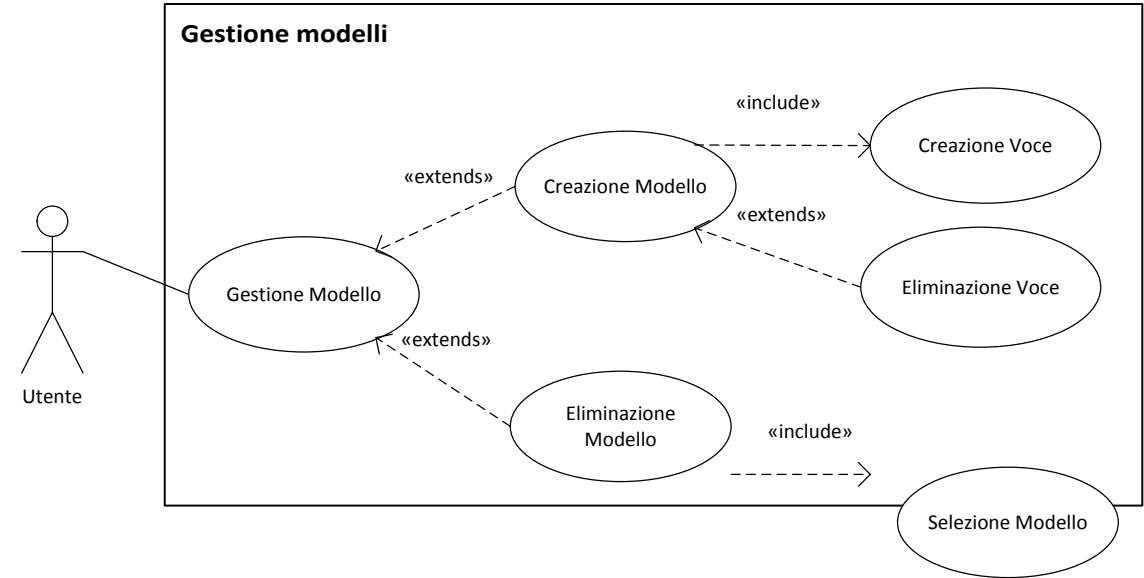 Gestione modelli
«include»
Creazione Voce
«extends»
Creazione Modello
«extends»
Gestione Modello
Eliminazione Voce
«extends»
Utente
Eliminazione
Modello
«include»
Selezione Modello